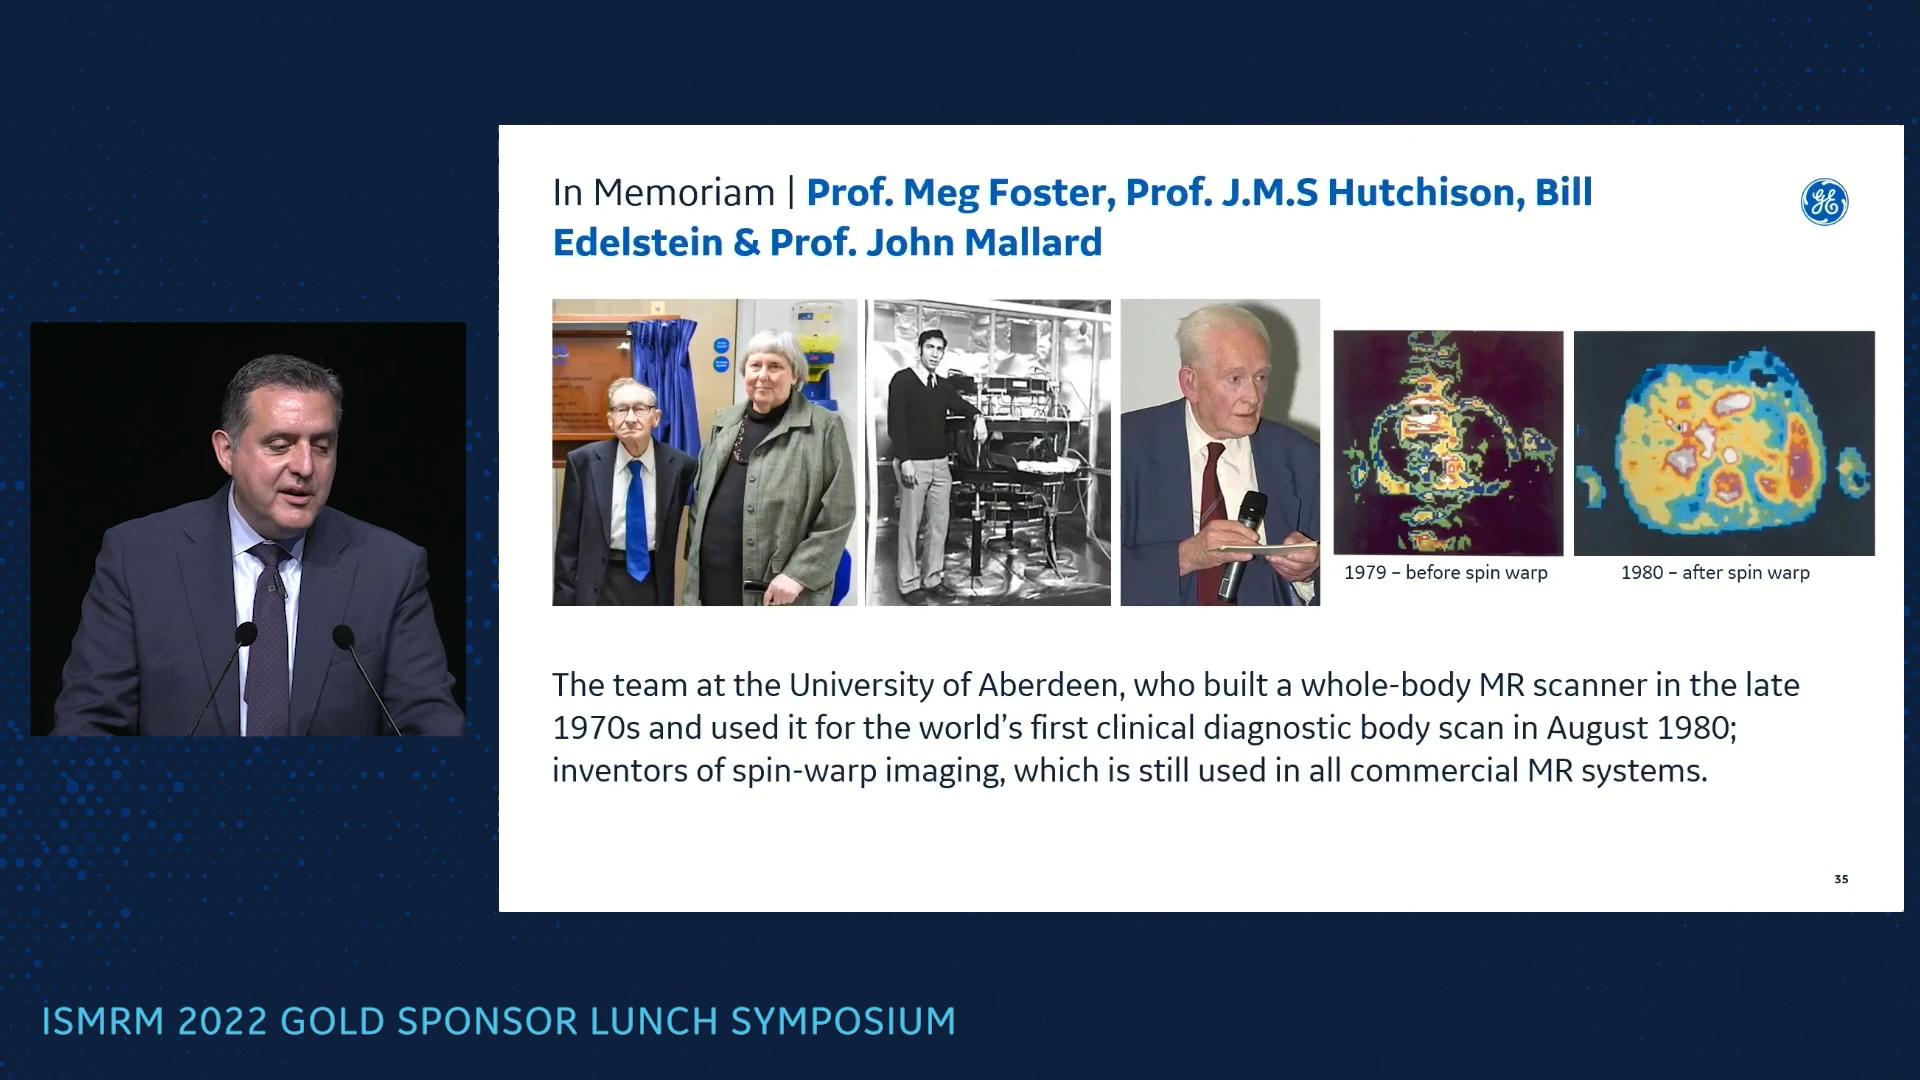 In Memoriam | Prof. Meg Foster, Prof. J.M.S Hutchison, Bill
Edelstein & Prof. John Mallard
GE
1979 – before spin warp
1980 – after spin warp
The team at the University of Aberdeen, who built a whole-body MR scanner in the late
1970s and used it for the world’s first clinical diagnostic body scan in August 1980;
inventors of spin-warp imaging, which is still used in all commercial MR systems.
35
ISMRM 2022 GOLD SPONSOR LUNCH SYMPOSIUM